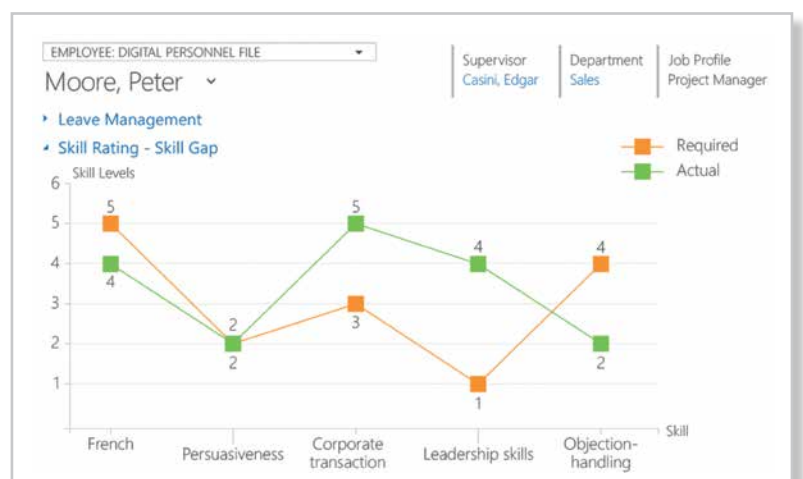 EMPLOYEE: DIGITAL PERSONNEL FILE
Moore, Peter
Supervisor
Casini, Edgar
Department
Sales
Job Profile
Project Manager
Leave Management
Skill Rating - Skill Gap
Required
Actual
Skill Levels
6
5
4
3
2
1
5
4
2
2
5
3
4
1
4
2
Skill
French
Persuasiveness
Corporate
transaction
Leadership skills
Objection-
handling